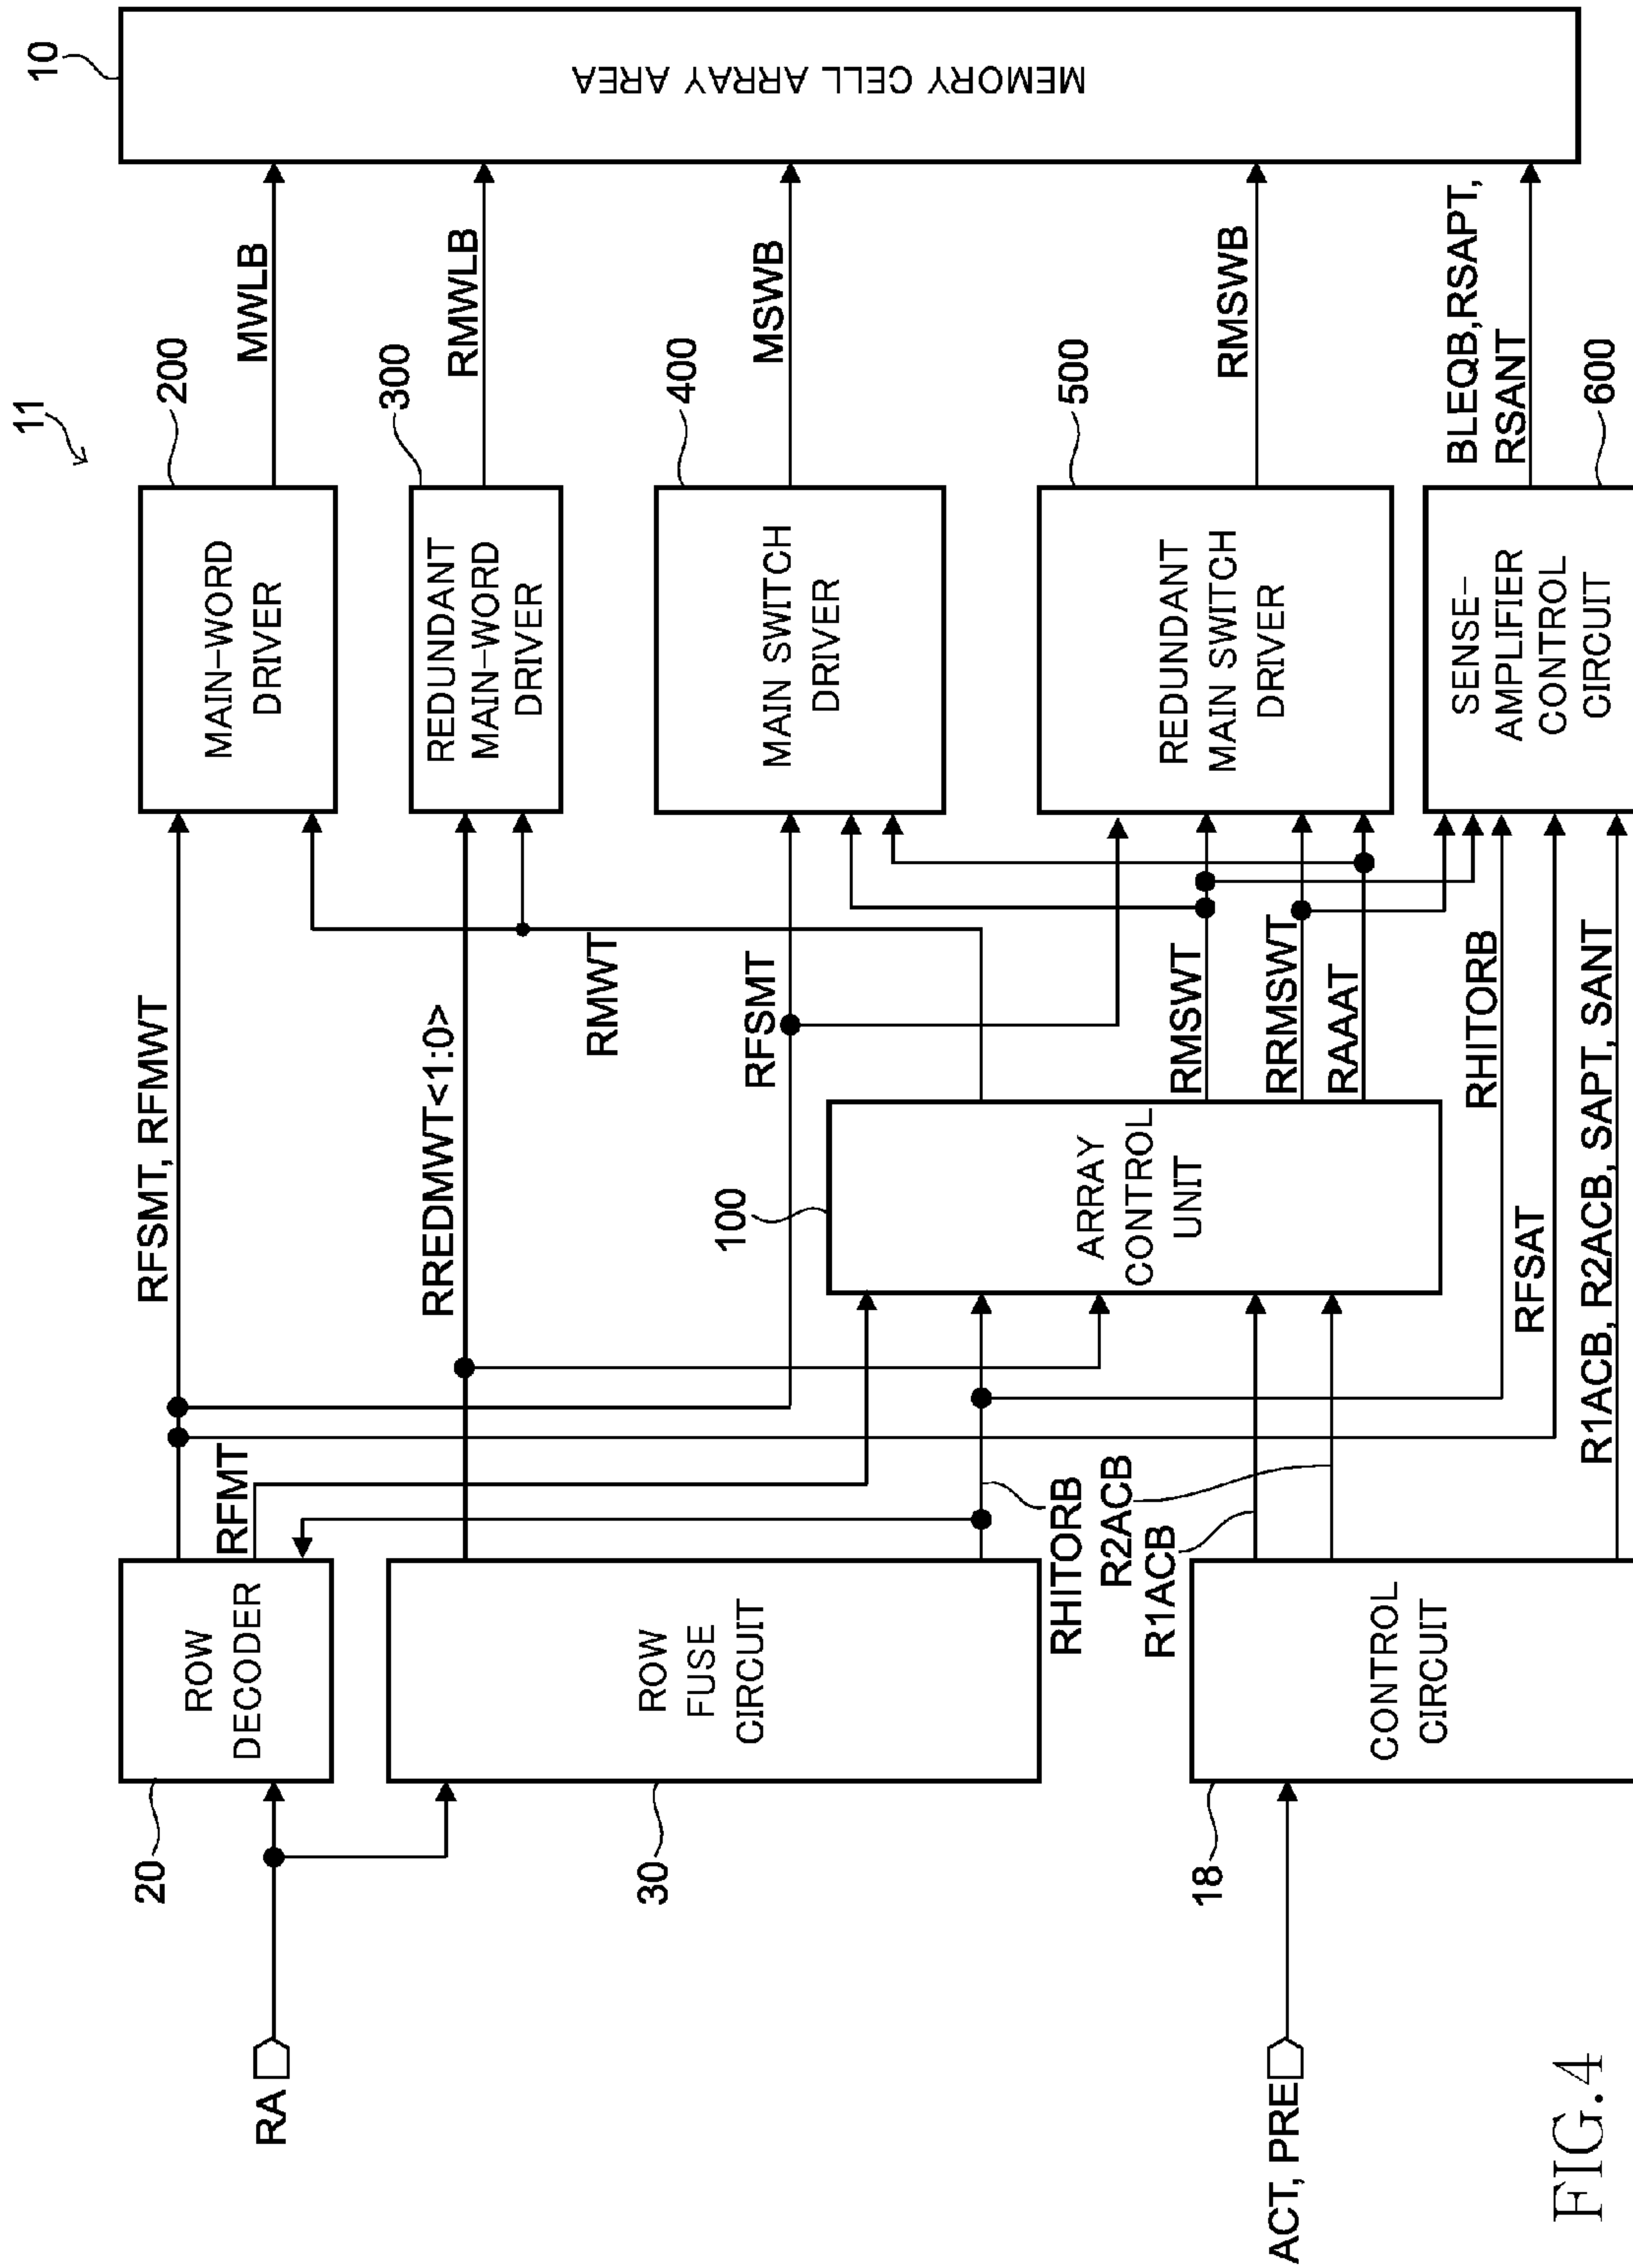 11
10
MEMORY CELL ARRAY AREA
MWLB
RMWLB
MSWB
RMSWB
BLEQB,RSAPT,
RSANT
200
MAIN-WORD
DRIVER
300
REDUNDANT
MAIN-WORD
DRIVER
400
MAIN SWITCH
DRIVER
500
REDUNDANT
MAIN SWITCH
DRIVER
600
SENSE-
AMPLIFIER
CONTROL
CIRCUIT
RFSMT, RFMWT
RREDMWT<1:0>
RMWT
RFSMT
RMSWT
RRMSWT
RAAAT
RHITORB
RFSAT
R1ACB, R2ACB, SAPT, SANT
100
ARRAY
CONTROL
UNIT
RFMT
RHITORB
R2ACB
R1ACB
20
ROW
DECODER
30
ROW
FUSE
CIRCUIT
18
CONTROL
CIRCUIT
RA
ACT, PRE
FIG.4